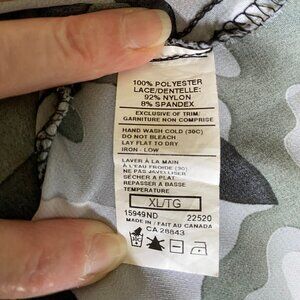 100% POLYESTER
LACE/DENTELLE:
92% NYLON
8% SPANDEX
EXCLUSIVE OF TRIM/
GARNITURE NON COMPRISE
HAND WASH COLD (30C)
DO NOT BLEACH
LAY FLAT TO DRY
IRON - LOW
LAVER À LA MAIN
À L'EAU FROIDE (30)
NE PAS JAVELLISER
SÉCHER À PLAT
REPASSER À BASSE
TEMPERATURE
XL/TG
15949ND 22520
MADE IN / FAIT AU CANADA
CA 28843